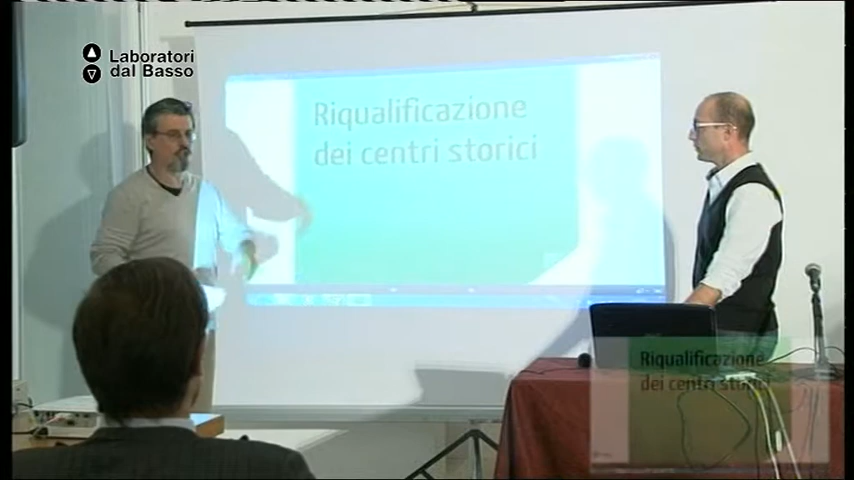 Laboratori
dal Basso
Riqualificazione
dei centri storici
Riqualificazione
dei centri storici